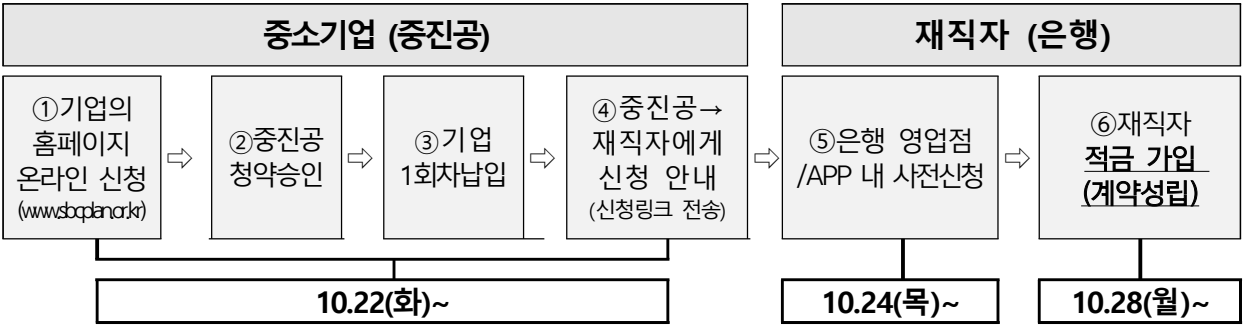 중소기업 (중진공)
재직자 (은행)
①기업의
홈페이지
온라인 신청
(www.sbcplan.or.kr)
⇨
②중진공
청약승인
⇨
③기업
1회차납입
⇨
④중진공→
재직자에게
신청 안내
(신청링크 전송)
⇨
⑤은행 영업점
/APP 내 사전신청
⇨
⑥재직자
적금 가입
(계약성립)
10.22(화)~
10.24(목)~
10.28(월)~